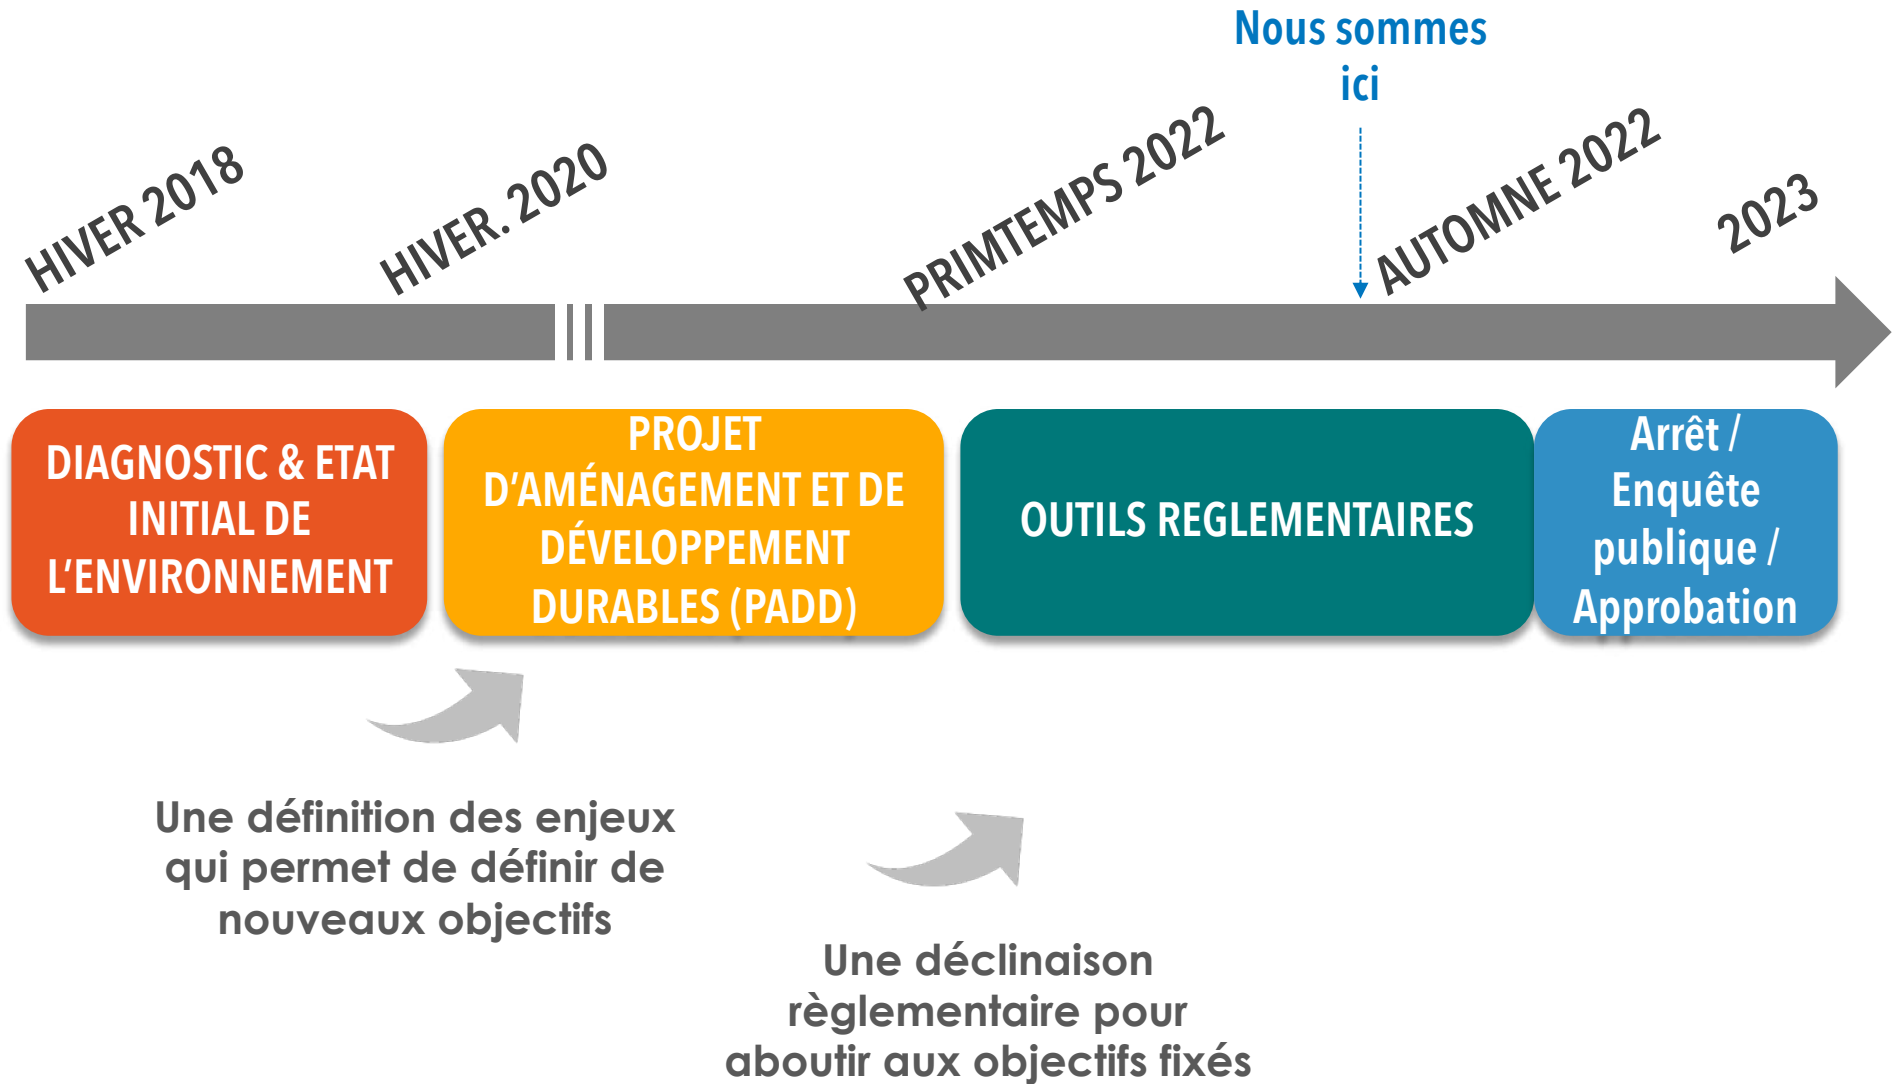 Nous sommes
ici
HIVER 2018
HIVER. 2020
PRIMTEMPS 2022
AUTOMNE 2022
2023
DIAGNOSTIC & ETAT
INITIAL DE
L’ENVIRONNEMENT
PROJET
D’AMÉNAGEMENT ET DE
DÉVELOPPEMENT
DURABLES (PADD)
OUTILS REGLEMENTAIRES
Arrêt /
Enquête
publique /
Approbation
Une définition des enjeux
qui permet de définir de
nouveaux objectifs
Une déclinaison
règlementaire pour
aboutir aux objectifs fixés